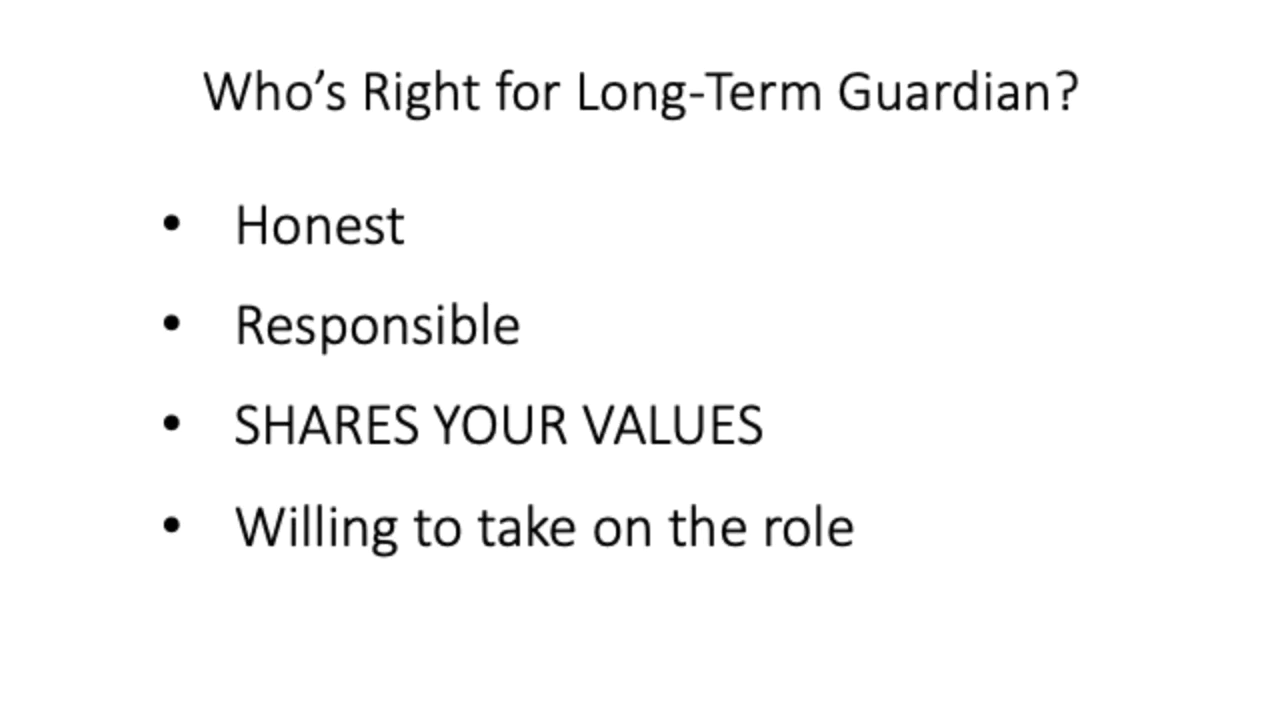 Who’s Right for Long-Term Guardian?
• Honest
• Responsible
• SHARES YOUR VALUES
• Willing to take on the role